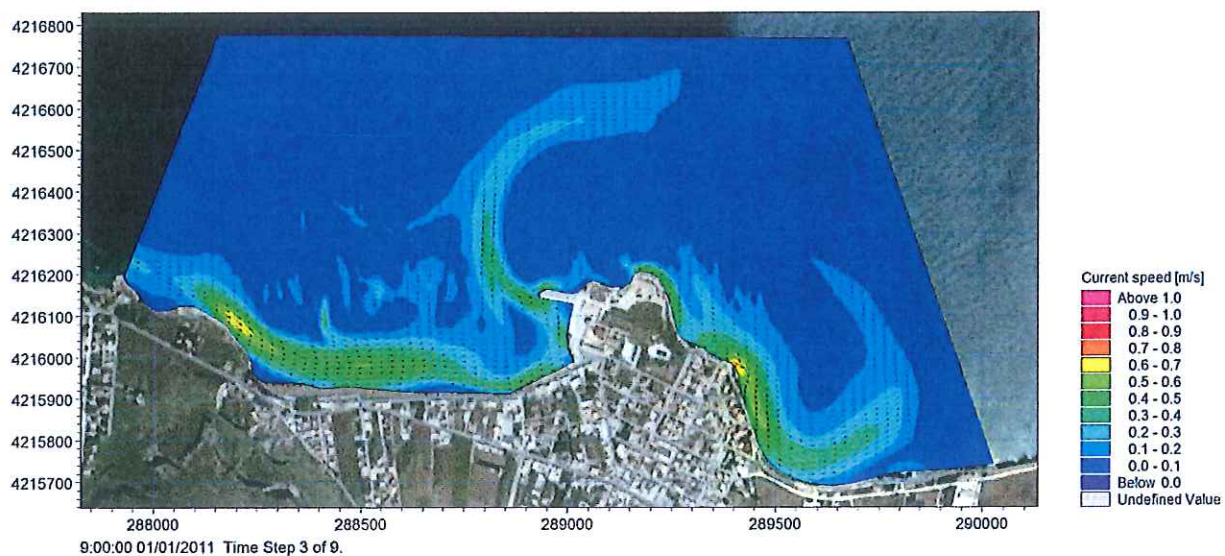 4216800
4216700
4216600
4216500
4216400
4216300
4216200
4216100
4216000
4215900
4215800
4215700
288000 288500 289000 289500 290000
9:00:00 01/01/2011 Time Step 3 of 9.
Current speed [m/s]
Above 1.0
0.9 - 1.0
0.8 - 0.9
0.7 - 0.8
0.6 - 0.7
0.5 - 0.6
0.4 - 0.5
0.3 - 0.4
0.2 - 0.3
0.1 - 0.2
0.0 - 0.1
Below 0.0
Undefined Value